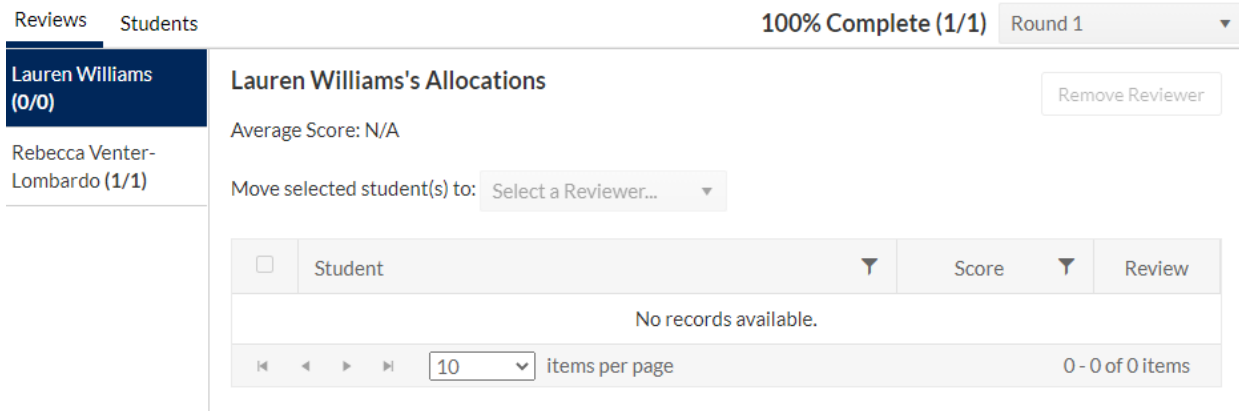 Reviews Students 100% Complete (1/1) Round 1
Lauren Williams
(0/0)
Rebecca Venter-
Lombardo (1/1)
Lauren Williams's Allocations
Remove Reviewer
Average Score: N/A
Move selected student(s) to: Select a Reviewer...
Student Score Review
No records available.
10 items per page 0 - 0 of 0 items